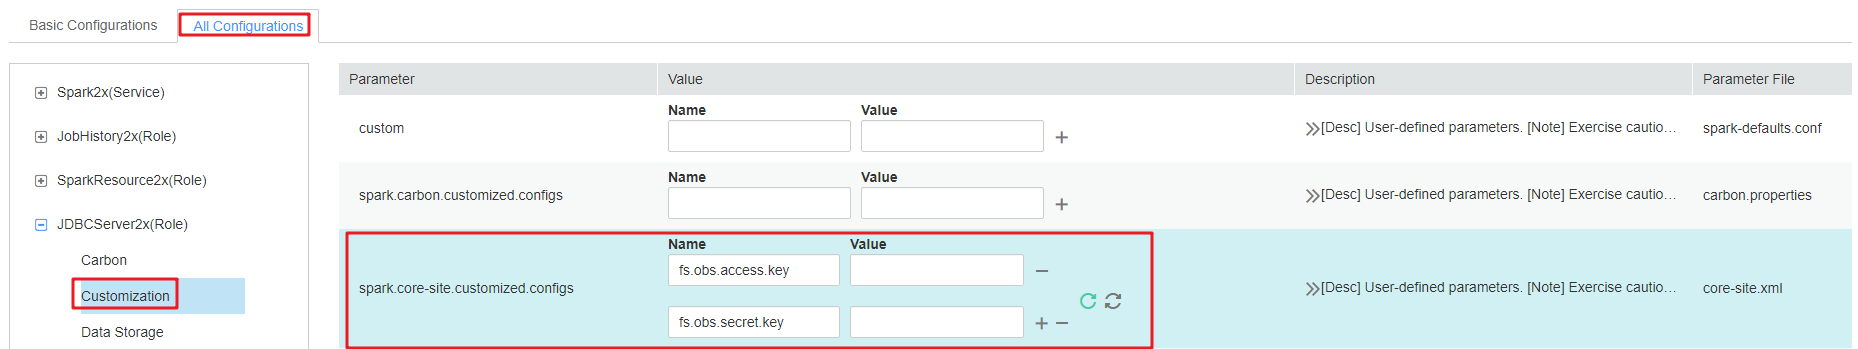 Basic Configurations
All Configurations
Spark2x(Service)
JobHistory2x(Role)
SparkResource2x(Role)
JDBCServer2x(Role)
Carbon
Customization
Data Storage
Parameter Value Description Parameter File
Name Value
custom [Desc] User-defined parameters. [Note] Exercise cautio... spark-defaults.conf
Name Value
spark.carbon.customized.configs [Desc] User-defined parameters. [Note] Exercise cautio... carbon.properties
Name Value
fs.obs.access.key
spark.core-site.customized.configs [Desc] User-defined parameters. [Note] Exercise cautio... core-site.xml
fs.obs.secret.key